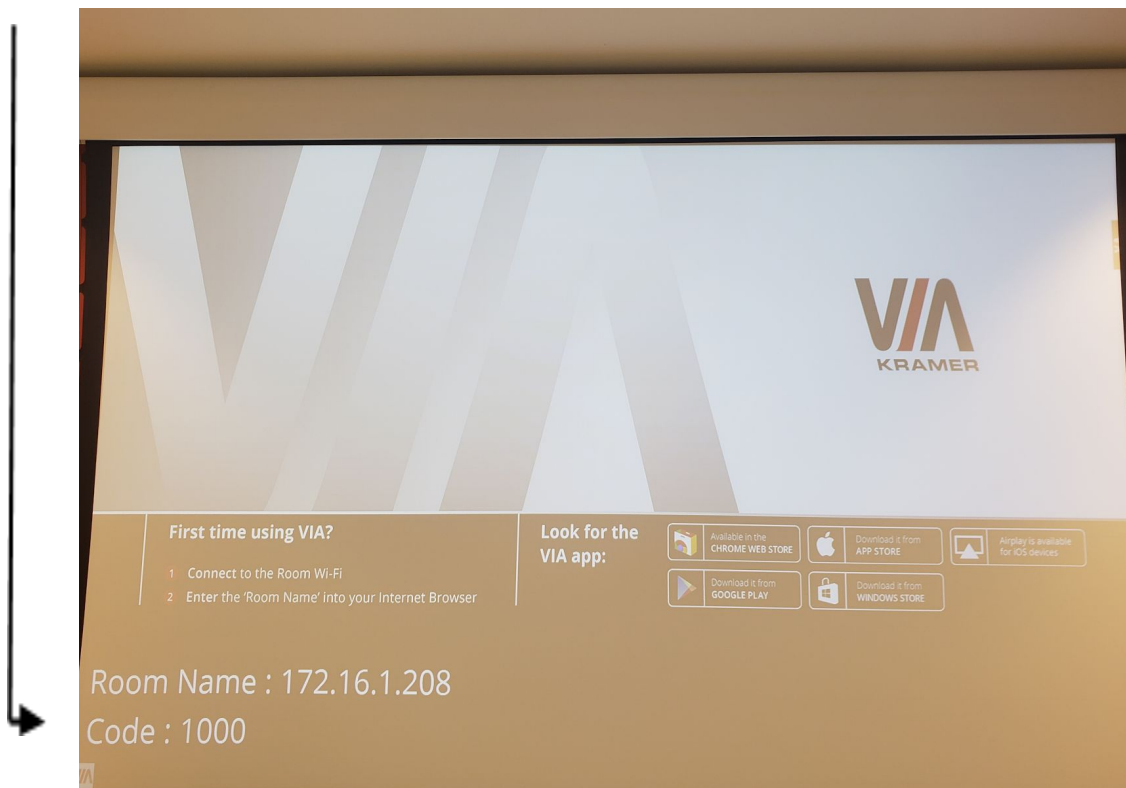 VIA
KRAMER
First time using VIA?
1 Connect to the Room Wi-Fi
2 Enter the 'Room Name' into your Internet Browser
Look for the
VIA app:
Available in the
CHROME WEB STORE
Download it from
APP STORE
Airplay is available
for iOS devices
Download it from
GOOGLE PLAY
Download it from
WINDOWS STORE
Room Name : 172.16.1.208
Code : 1000
VIA